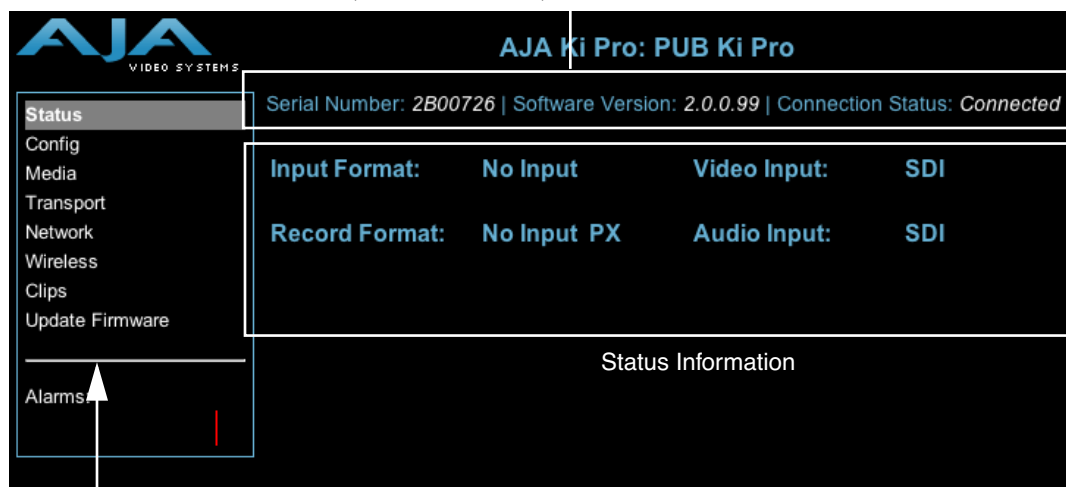 AJA
VIDEO SYSTEMS
AJA Ki Pro: PUB Ki Pro
Serial Number: 2B00726 | Software Version: 2.0.0.99 | Connection Status: Connected
Status
Config
Media
Transport
Network
Wireless
Clips
Update Firmware
Alarms:
Input Format: No Input Video Input: SDI
Record Format: No Input PX Audio Input: SDI
Status Information